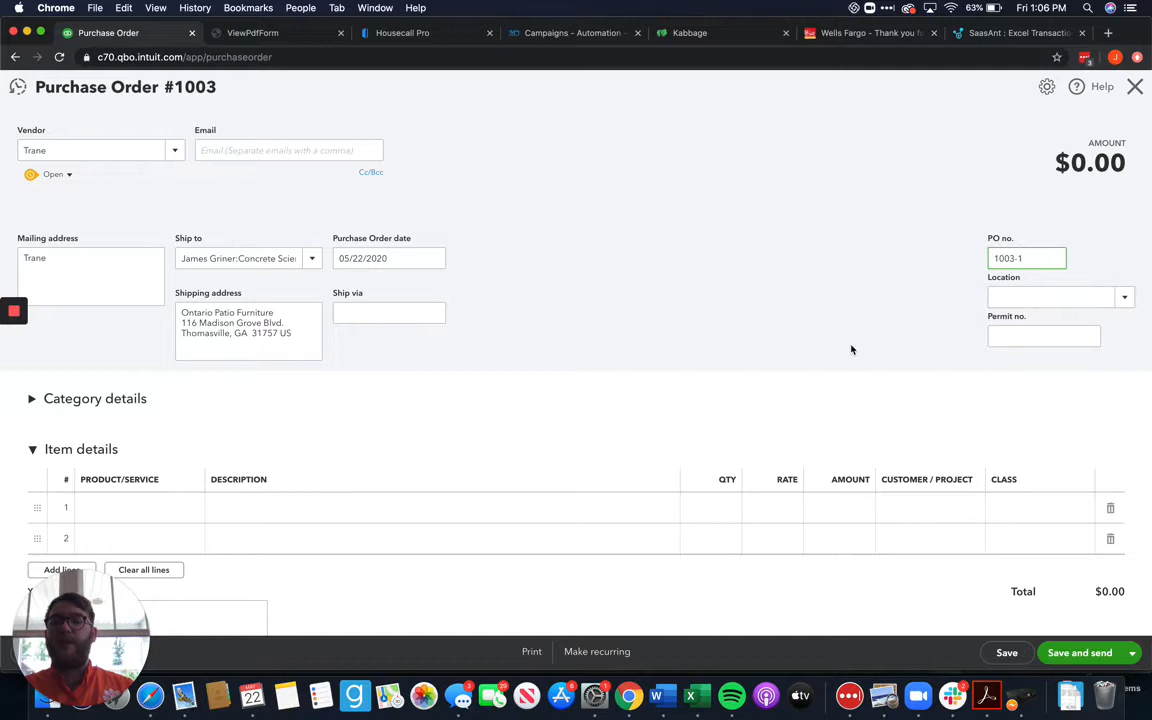 Chrome File Edit View History Bookmarks People Tab Window Help 63% Fri 1:06 PM
Purchase Order ViewPdfForm Housecall Pro Campaigns - Automation - Kabbage Wells Fargo - Thank you f SaasAnt : Excel Transactio
c70.qbo.intuit.com/app/purchaseorder 3 J
Purchase Order #1003 Help
Vendor Email AMOUNT
Trane Email (Separate emails with a comma) $0.00
Open Cc/Bcc
Mailing address Ship to Purchase Order date PO no.
Trane James Griner:Concrete Scie 05/22/2020 1003-1
Location
Shipping address Ship via
Ontario Patio Furniture
116 Madison Grove Blvd.
Thomasville, GA 31757 US
Permit no.
Category details
Item details
# PRODUCT/SERVICE DESCRIPTION QTY RATE AMOUNT CUSTOMER / PROJECT CLASS
1
2
Add lines Clear all lines
Total $0.00
Print Make recurring Save Save and send
22 tv W X